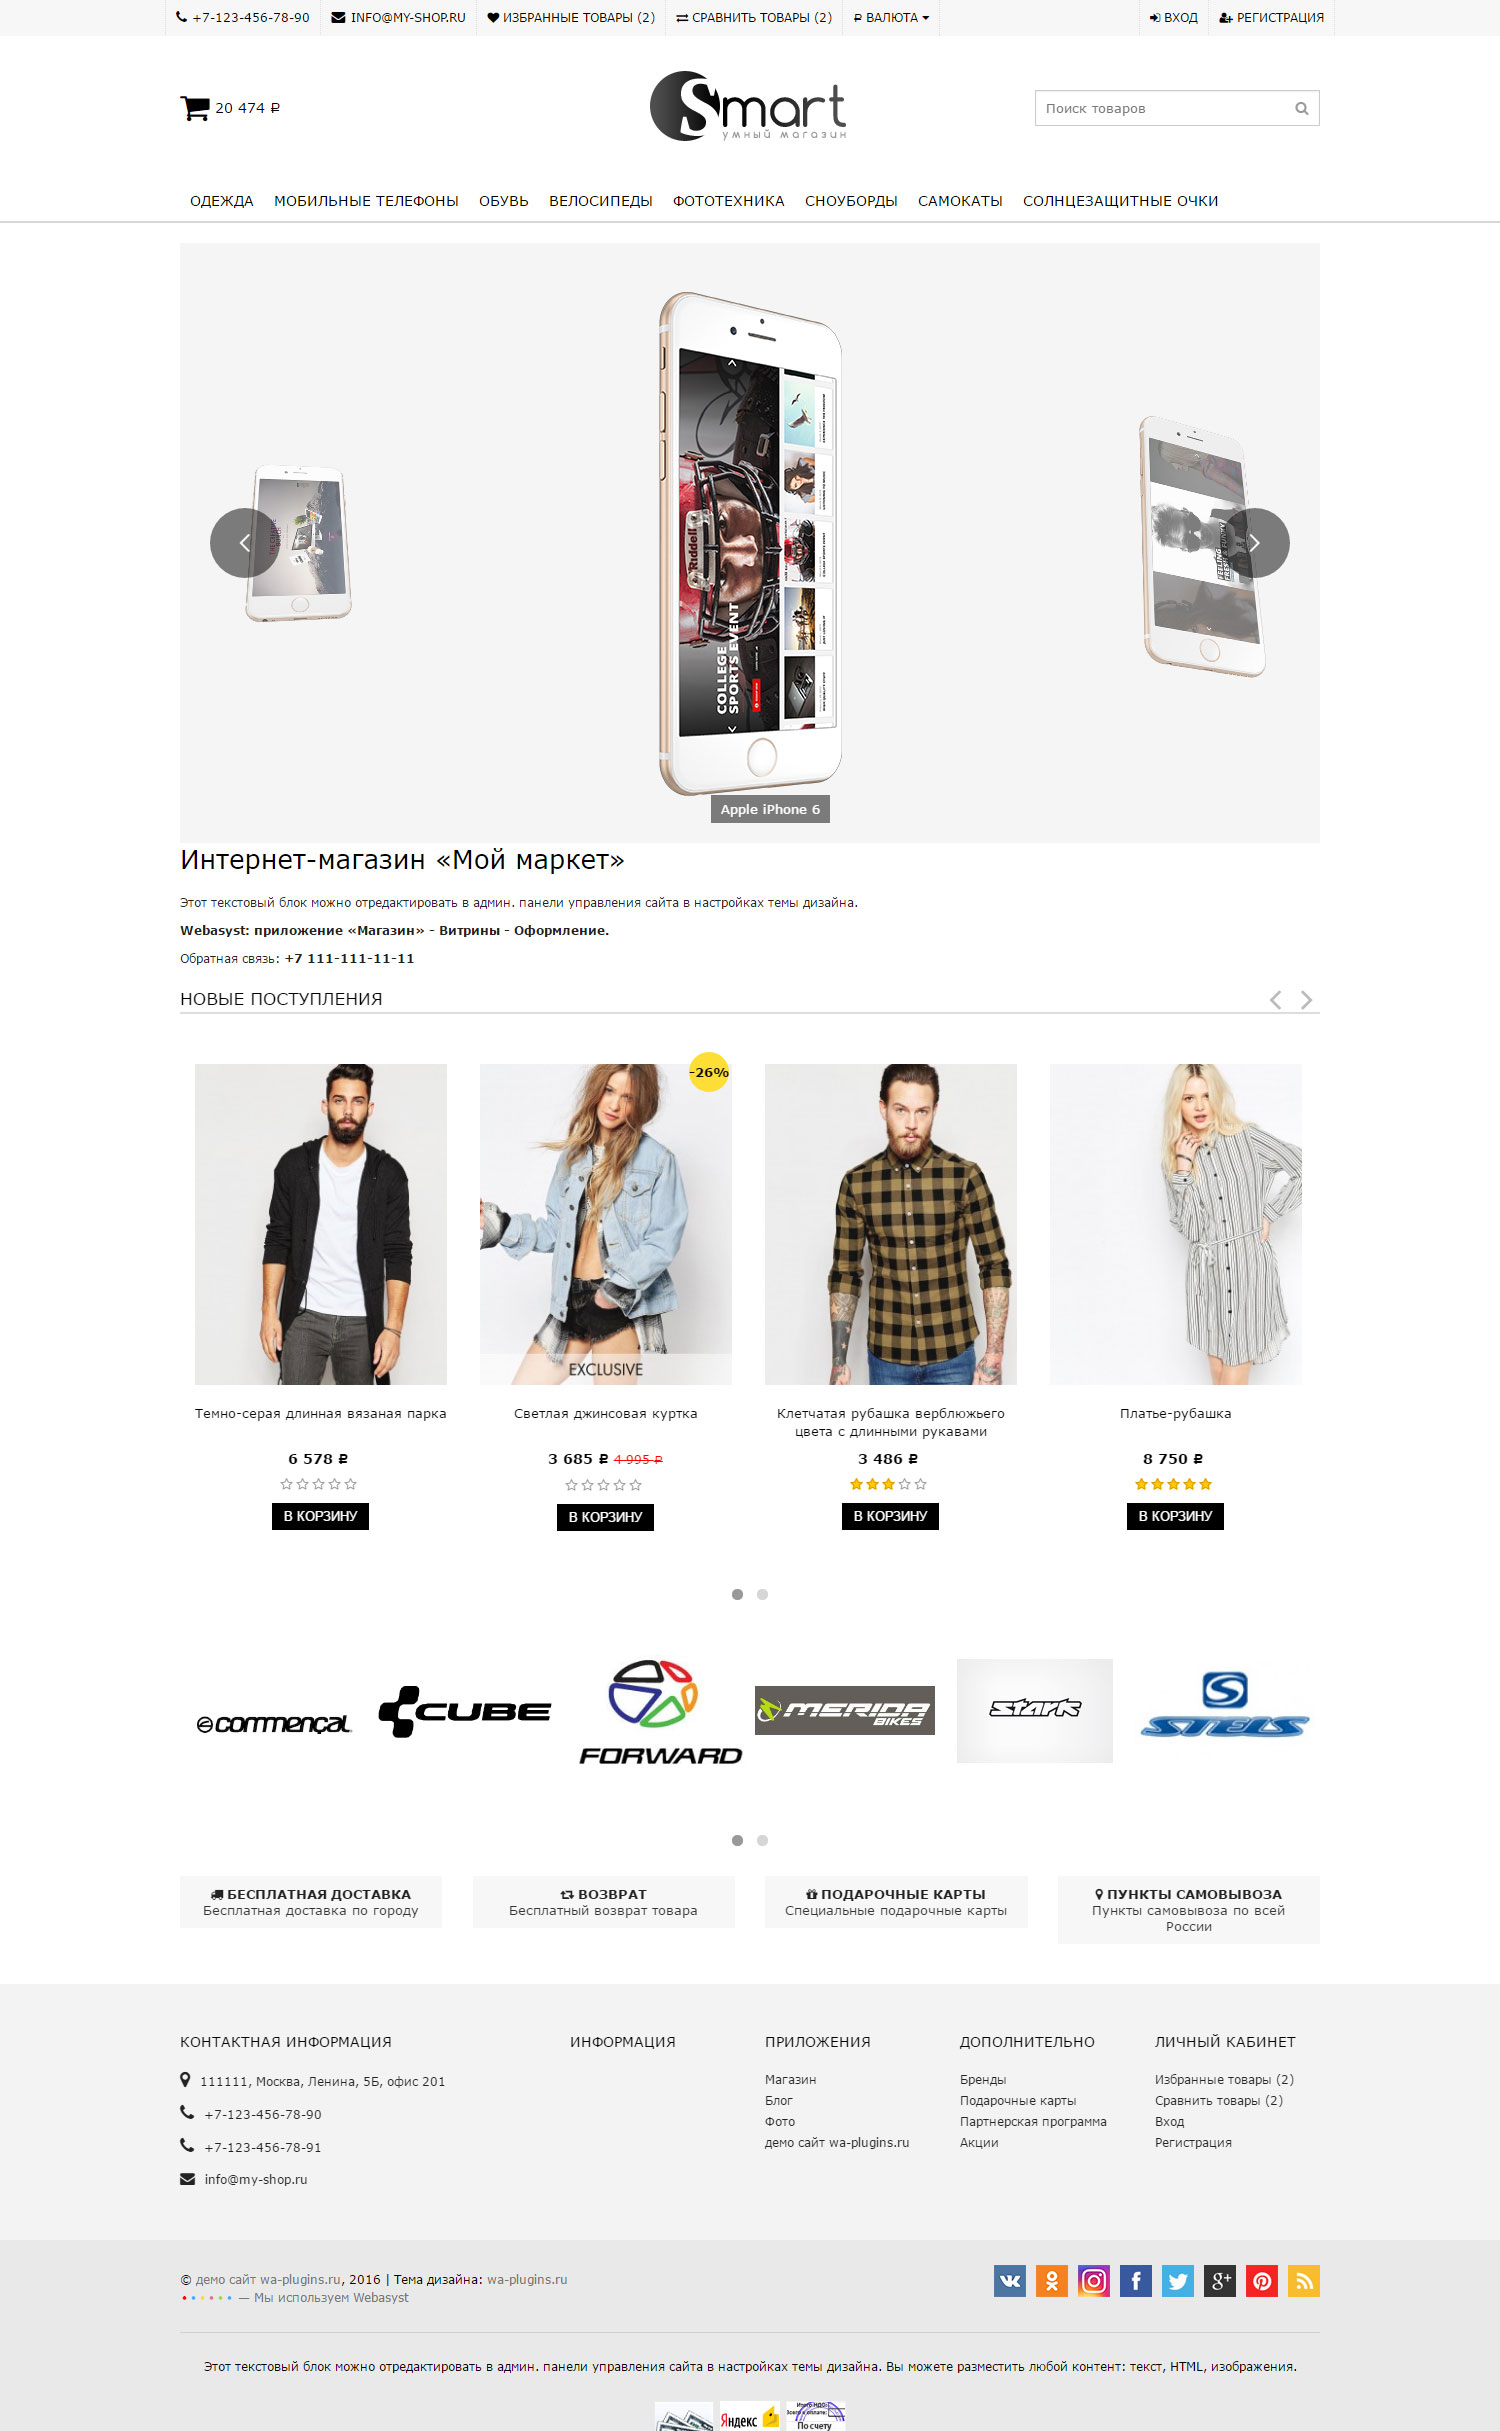 +7-123-456-78-90 INFO@MY-SHOP.RU ИЗБРАННЫЕ ТОВАРЫ (2) СРАВНИТЬ ТОВАРЫ (2) ₽ ВАЛЮТА ВХОД РЕГИСТРАЦИЯ
20 474 ₽
Smart
умный магазин
Поиск товаров
ОДЕЖДА МОБИЛЬНЫЕ ТЕЛЕФОНЫ ОБУВЬ ВЕЛОСИПЕДЫ ФОТОТЕХНИКА СНОУБОРДЫ САМОКАТЫ СОЛНЦЕЗАЩИТНЫЕ ОЧКИ
Riddell
COLLEGE
SPORTS EVENT
Apple iPhone 6
Интернет-магазин «Мой маркет»
Этот текстовый блок можно отредактировать в админ. панели управления сайта в настройках темы дизайна.
Webasyst: приложение «Магазин» - Витрины - Оформление.
Обратная связь: +7 111-111-11-11
НОВЫЕ ПОСТУПЛЕНИЯ
-26%
EXCLUSIVE
Темно-серая длинная вязаная парка
6 578 ₽
В КОРЗИНУ
Светлая джинсовая куртка
3 685 ₽ 4 995 ₽
В КОРЗИНУ
Клетчатая рубашка верблюжьего
цвета с длинными рукавами
3 486 ₽
В КОРЗИНУ
Платье-рубашка
8 750 ₽
В КОРЗИНУ
commençal
CUBE
FORWARD
MERIDA
BIKES
stark
STELS
БЕСПЛАТНАЯ ДОСТАВКА
Бесплатная доставка по городу
ВОЗВРАТ
Бесплатный возврат товара
ПОДАРОЧНЫЕ КАРТЫ
Специальные подарочные карты
ПУНКТЫ САМОВЫВОЗА
Пункты самовывоза по всей
России
КОНТАКТНАЯ ИНФОРМАЦИЯ
111111, Москва, Ленина, 5Б, офис 201
+7-123-456-78-90
+7-123-456-78-91
info@my-shop.ru
ИНФОРМАЦИЯ
ПРИЛОЖЕНИЯ
Магазин
Блог
Фото
демо сайт wa-plugins.ru
ДОПОЛНИТЕЛЬНО
Бренды
Подарочные карты
Партнерская программа
Акции
ЛИЧНЫЙ КАБИНЕТ
Избранные товары (2)
Сравнить товары (2)
Вход
Регистрация
© демо сайт wa-plugins.ru, 2016 | Тема дизайна: wa-plugins.ru
— Мы используем Webasyst
Этот текстовый блок можно отредактировать в админ. панели управления сайта в настройках темы дизайна. Вы можете разместить любой контент: текст, HTML, изображения.
Яндекс
По счету